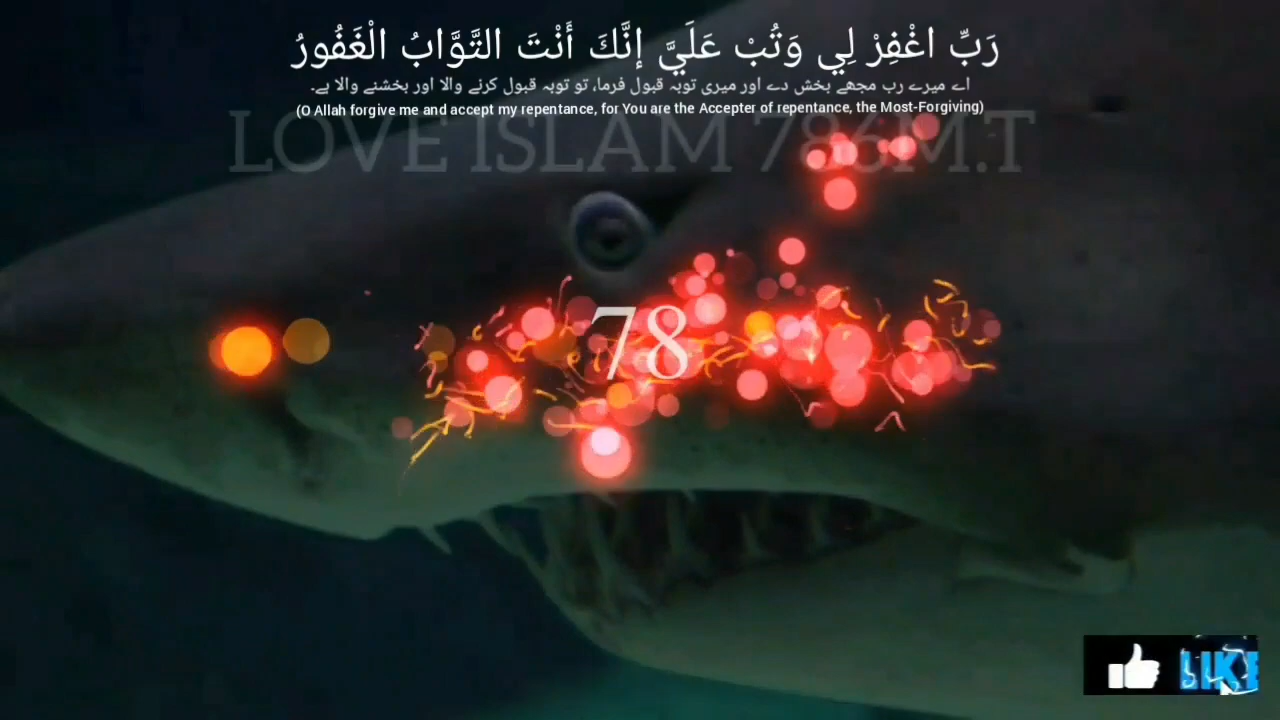 رَبِّ اغْفِرْ لِي وَتُبْ عَلَيَّ إنَّكَ أَنْتَ التَّوَّابُ الْغَفُورُ
اے میرے رب مجھے بخش دے اور میری توبہ قبول فرما، تو توبہ قبول کرنے والا اور بخشنے والا ہے۔
(O Allah forgive me and accept my repentance, for You are the Accepter of repentance, the Most-Forgiving)
LOVE ISLAM 786M.T
78
LIKE